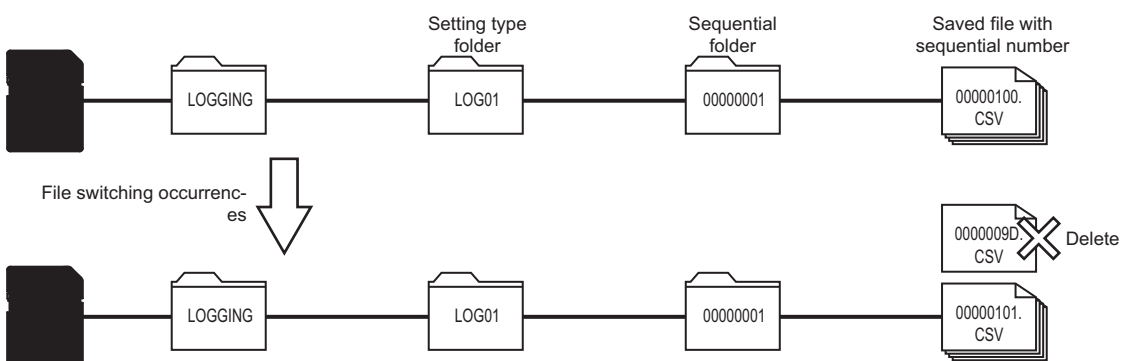 Setting type
folder
Sequential
folder
Saved file with
sequential number
LOGGING
LOG01
00000001
00000100.
CSV
File switching occurrenc-
es
0000009D.
CSV
Delete
LOGGING
LOG01
00000001
00000101.
CSV